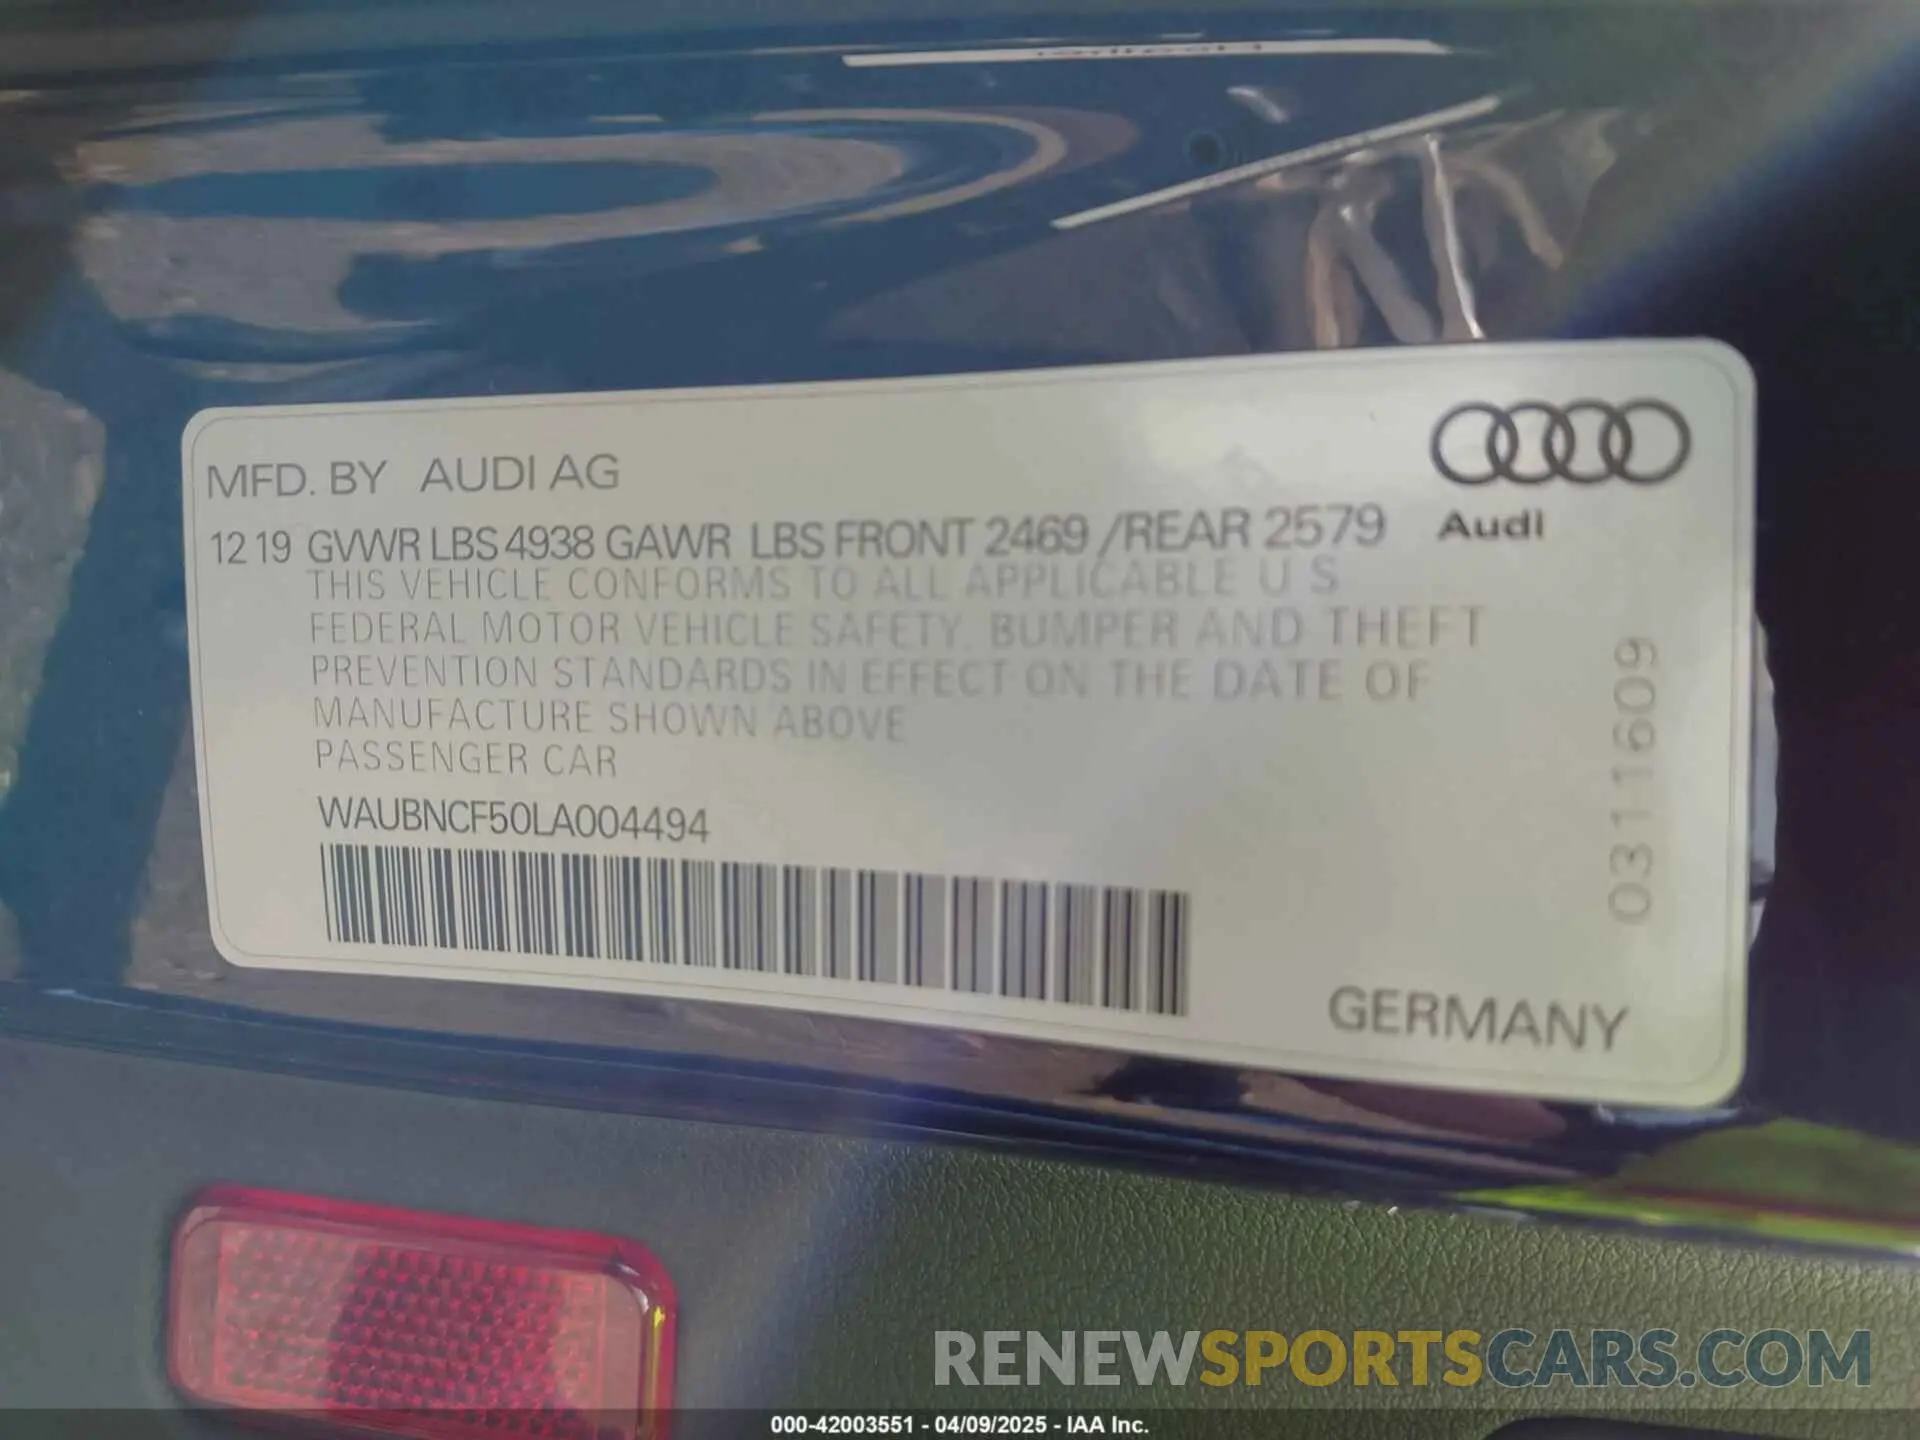 MFD. BY AUDI AG
12 19 GVWR LBS 4938 GAWR LBS FRONT 2469 /REAR 2579
THIS VEHICLE CONFORMS TO ALL APPLICABLE U S
FEDERAL MOTOR VEHICLE SAFETY, BUMPER AND THEFT
PREVENTION STANDARDS IN EFFECT ON THE DATE OF
MANUFACTURE SHOWN ABOVE
PASSENGER CAR
WAUBNCF50LA004494
Audi
0311609
GERMANY
RENEWSPORTSCARS.COM
000-42003551 - 04/09/2025 - IAA Inc.